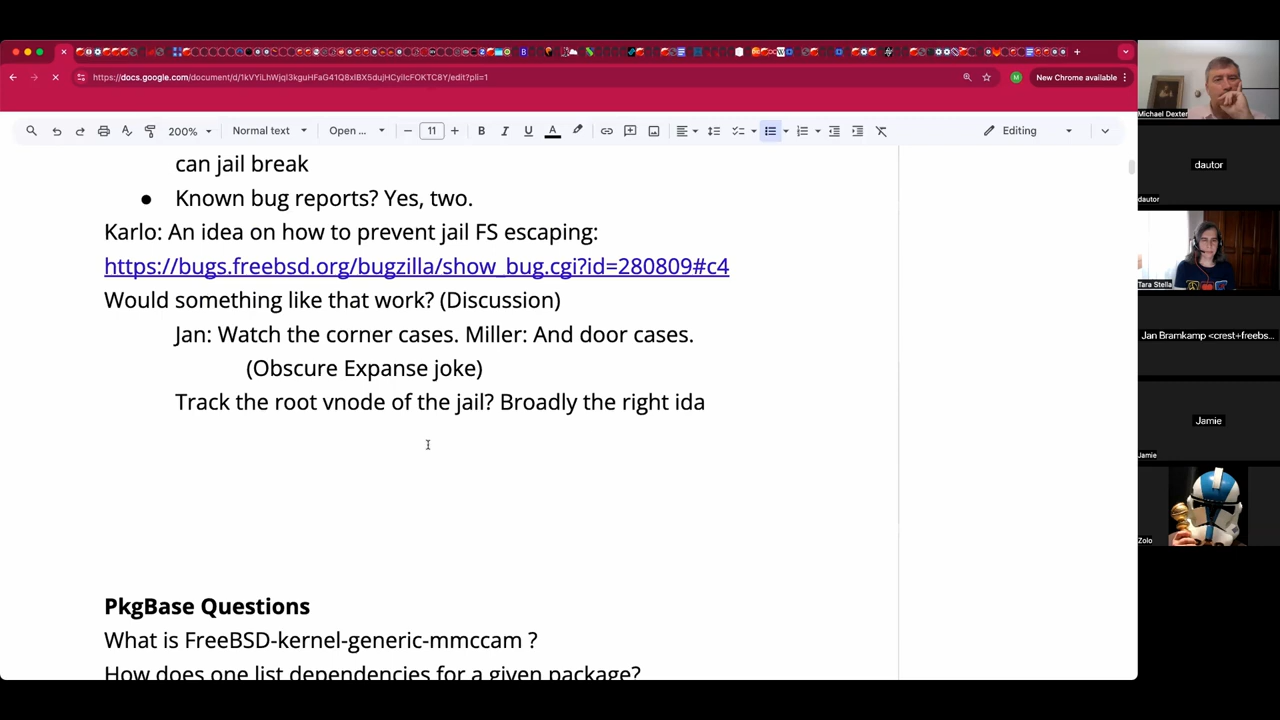 https://docs.google.com/document/d/1kVYiLhWjqI3kguHFaG41Q8xIBX5dujHCyiIcFOKTC8Y/edit?pli=1
M
New Chrome available
200%
Normal text
Open ...
11
Editing
can jail break
● Known bug reports? Yes, two.
Karlo: An idea on how to prevent jail FS escaping:
https://bugs.freebsd.org/bugzilla/show_bug.cgi?id=280809#c4
Would something like that work? (Discussion)
Jan: Watch the corner cases. Miller: And door cases.
(Obscure Expanse joke)
Track the root vnode of the jail? Broadly the right ida
PkgBase Questions
What is FreeBSD-kernel-generic-mmccam ?
How does one list dependencies for a given package?
Michael Dexter
dautor
dautor
Tara Stella
Jan Bramkamp <crest+freebs...
Jamie
Jamie
Zolo